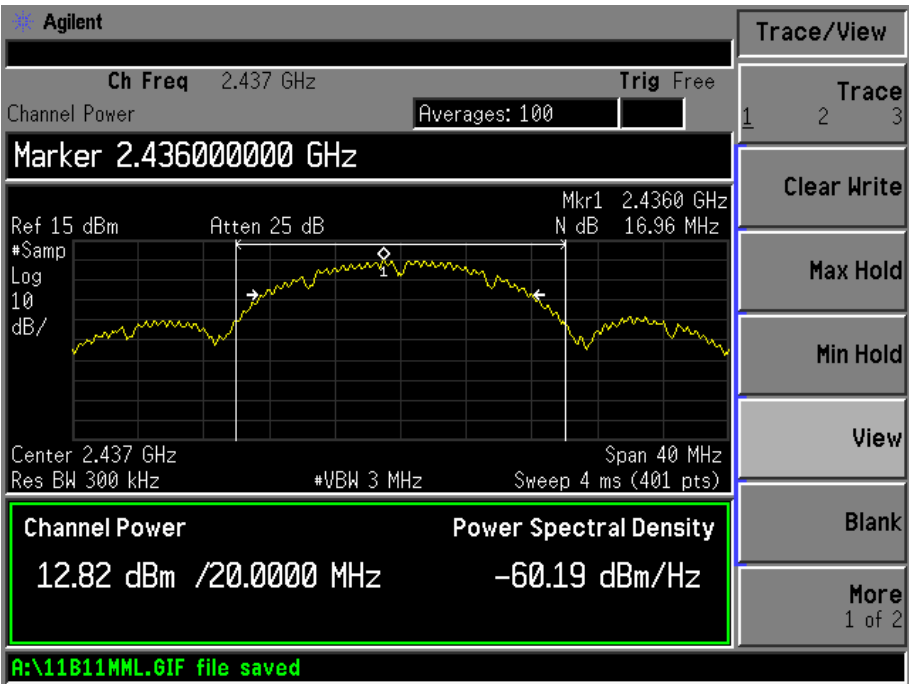 Agilent
Ch Freq 2.437 GHz Trig Free
Channel Power Averages: 100
Marker 2.436000000 GHz
Mkr1 2.4360 GHz
Ref 15 dBm Atten 25 dB N dB 16.96 MHz
#Samp
Log
10
dB/
1
Center 2.437 GHz Span 40 MHz
Res BW 300 kHz #VBW 3 MHz Sweep 4 ms (401 pts)
Channel Power Power Spectral Density
12.82 dBm /20.0000 MHz -60.19 dBm/Hz
A:\11B11MML.GIF file saved
Trace/View
Trace
1 2 3
Clear Write
Max Hold
Min Hold
View
Blank
More
1 of 2